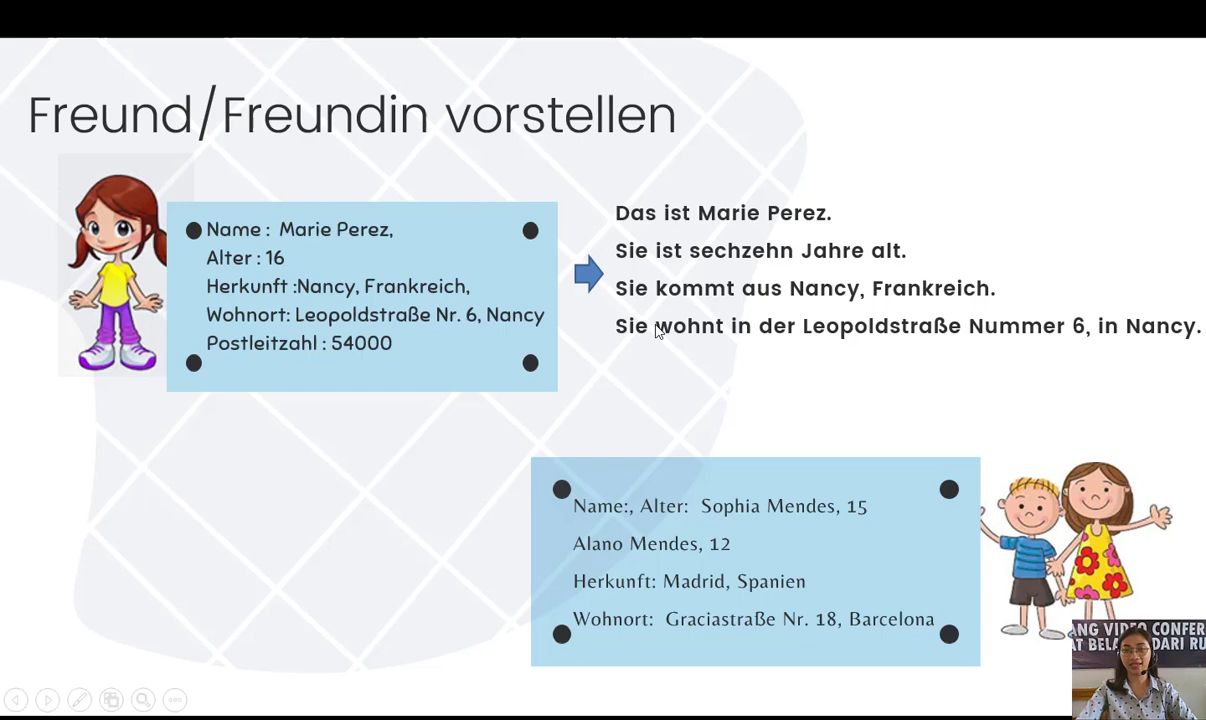 Freund/Freundin vorstellen
Name : Marie Perez,
Alter : 16
Herkunft :Nancy, Frankreich,
Wohnort: Leopoldstraße Nr. 6, Nancy
Postleitzahl : 54000
Das ist Marie Perez.
Sie ist sechzehn Jahre alt.
Sie kommt aus Nancy, Frankreich.
Sie wohnt in der Leopoldstraße Nummer 6, in Nancy.
Name:, Alter: Sophia Mendes, 15
Alano Mendes, 12
Herkunft: Madrid, Spanien
Wohnort: Graciastraße Nr. 18, Barcelona
VIDEO
DARI